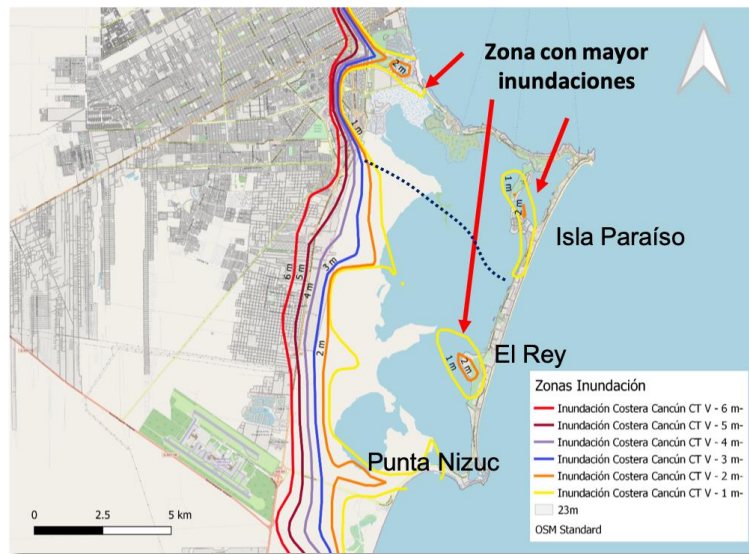 Zona con mayor
inundaciones
2 m
1 m
1 m
2 m
Isla Paraíso
6 m
5 m
4 m
3 m
2 m
1 m
2 m
El Rey
Punta Nizuc
0 2.5 5 km
Zonas Inundación
Inundación Costera Cancún CT V - 6 m-
Inundación Costera Cancún CT V - 5 m-
Inundación Costera Cancún CT V - 4 m-
Inundación Costera Cancún CT V - 3 m-
Inundación Costera Cancún CT V - 2 m-
Inundación Costera Cancún CT V - 1 m-
23m
OSM Standard